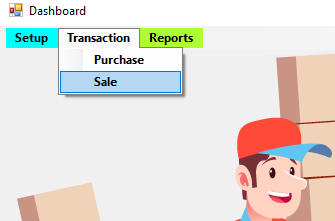 Dashboard
Setup Transaction Reports
Purchase
Sale